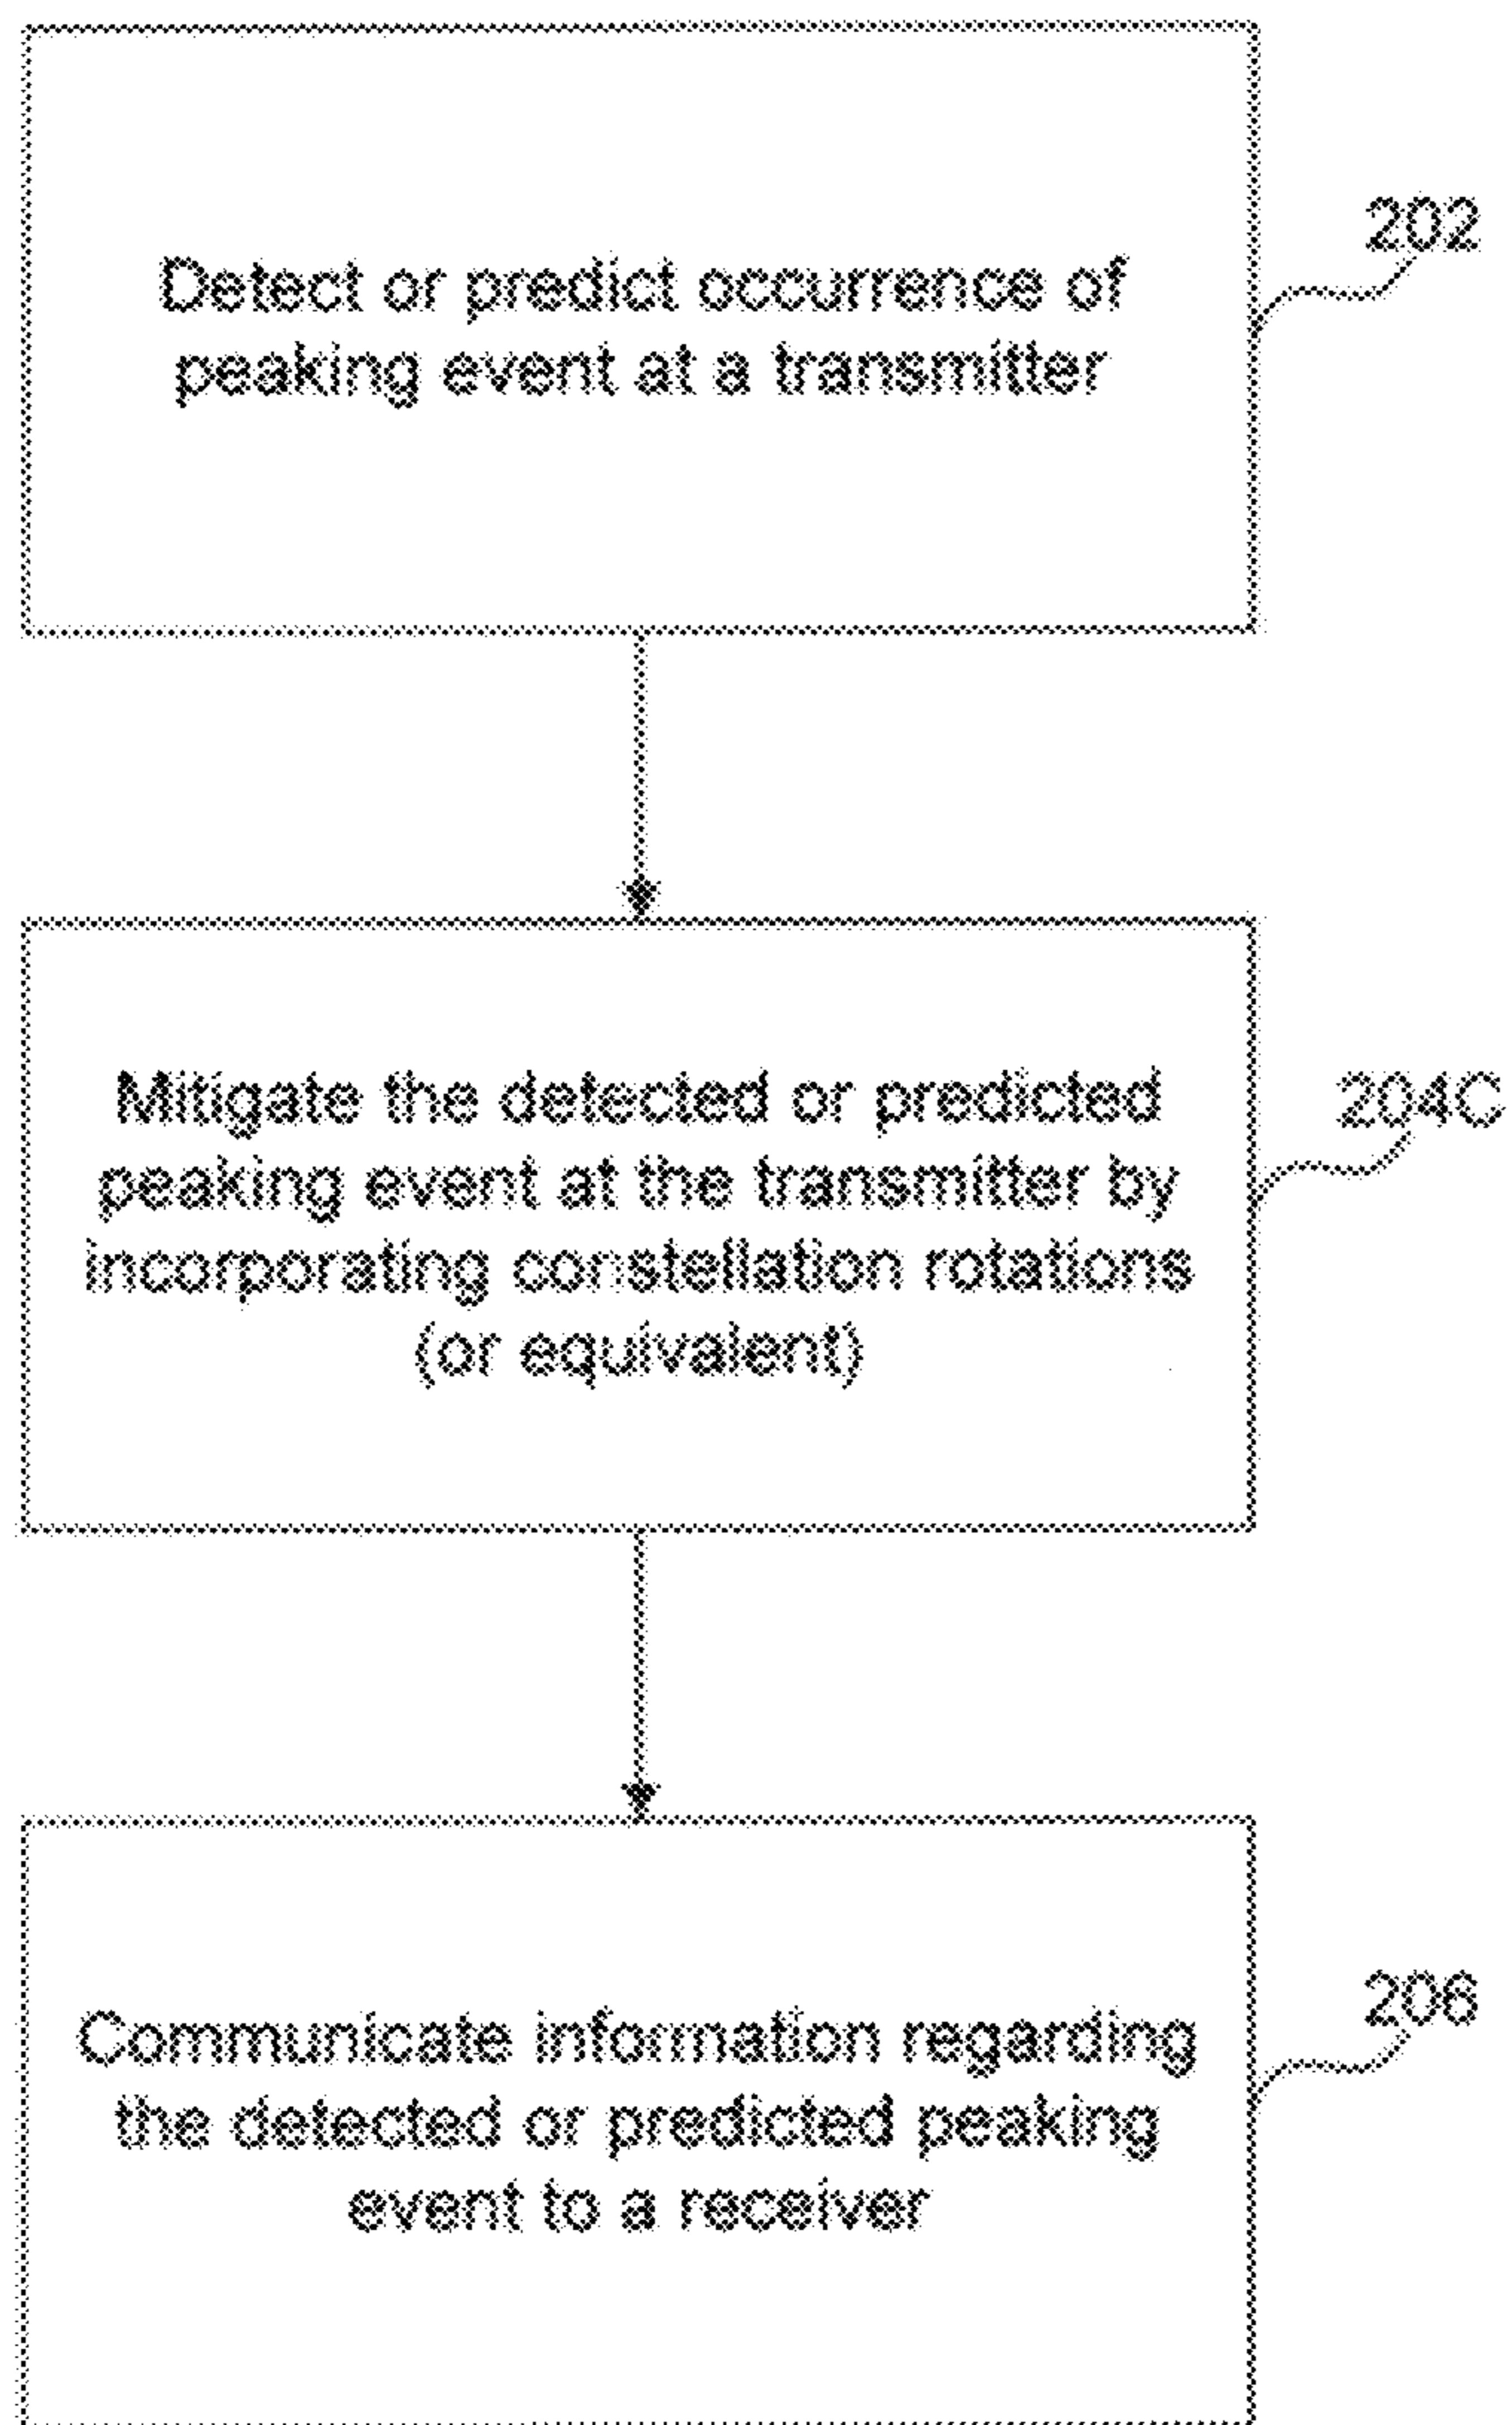 202
Detect or predict occurrence of
peaking event at a transmitter
204C
Mitigate the detected or predicted
peaking event at the transmitter by
incorporating constellation rotations
(or equivalent)
206
Communicate information regarding
the detected or predicted peaking
event to a receiver